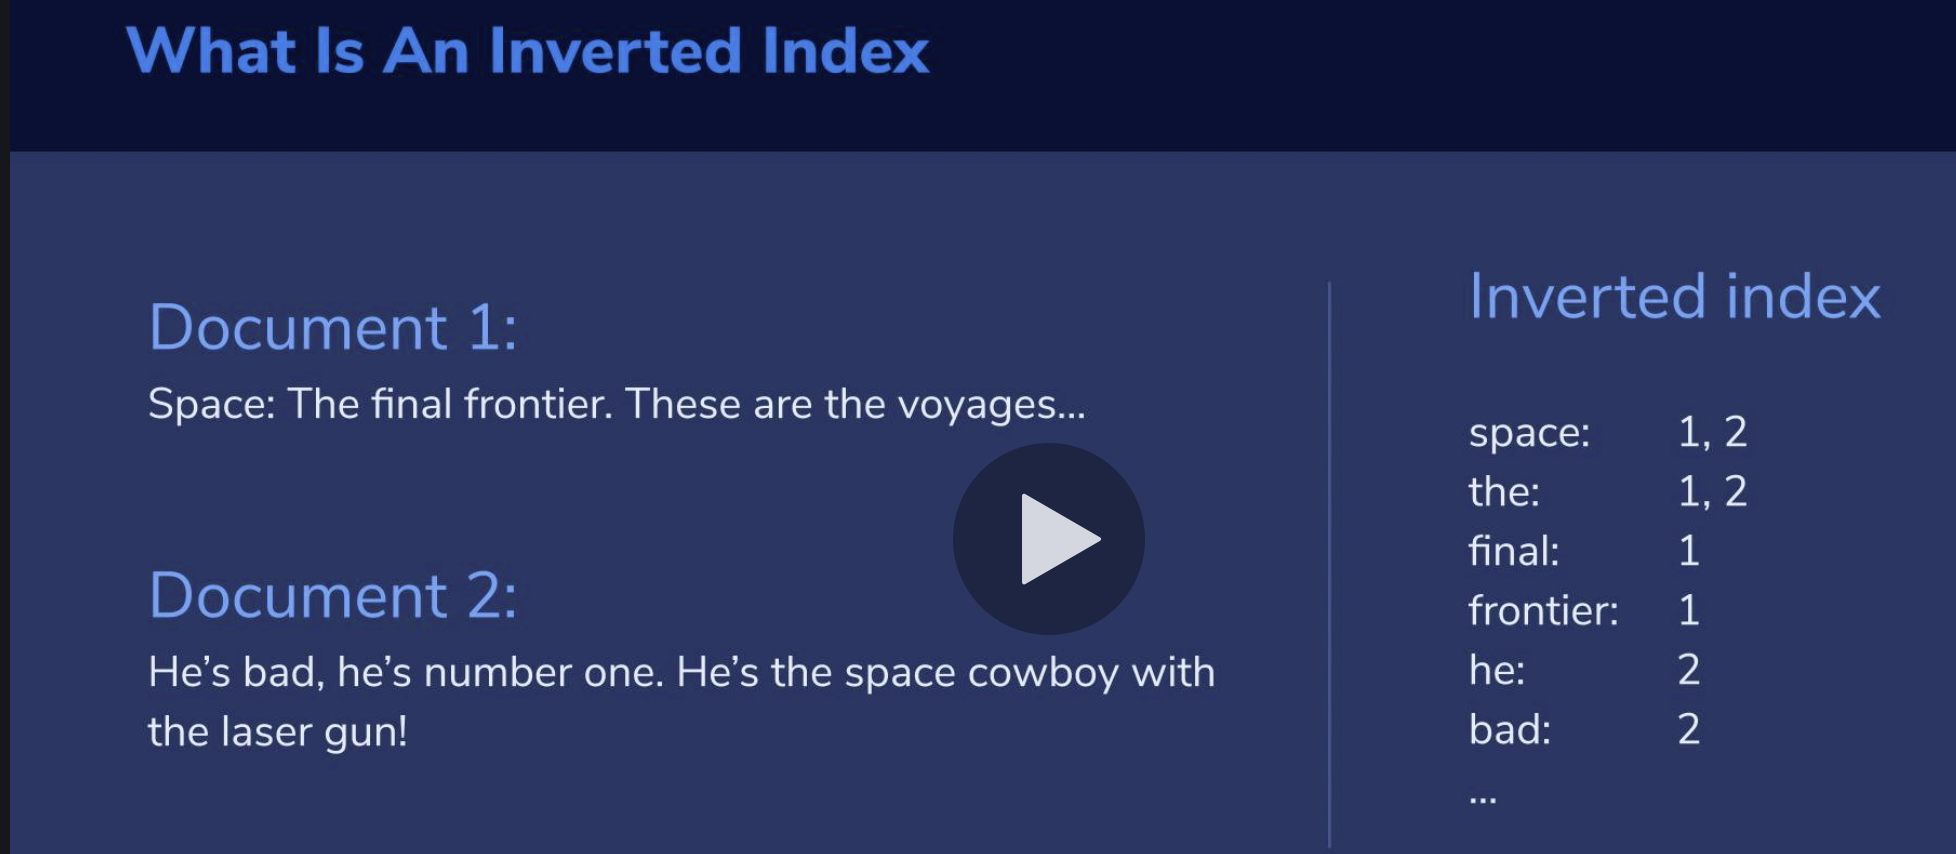 What Is An Inverted Index
Document 1:
Space: The final frontier. These are the voyages...
Document 2:
He’s bad, he’s number one. He’s the space cowboy with
the laser gun!
Inverted index
space: 1, 2
the: 1, 2
final: 1
frontier: 1
he: 2
bad: 2
...